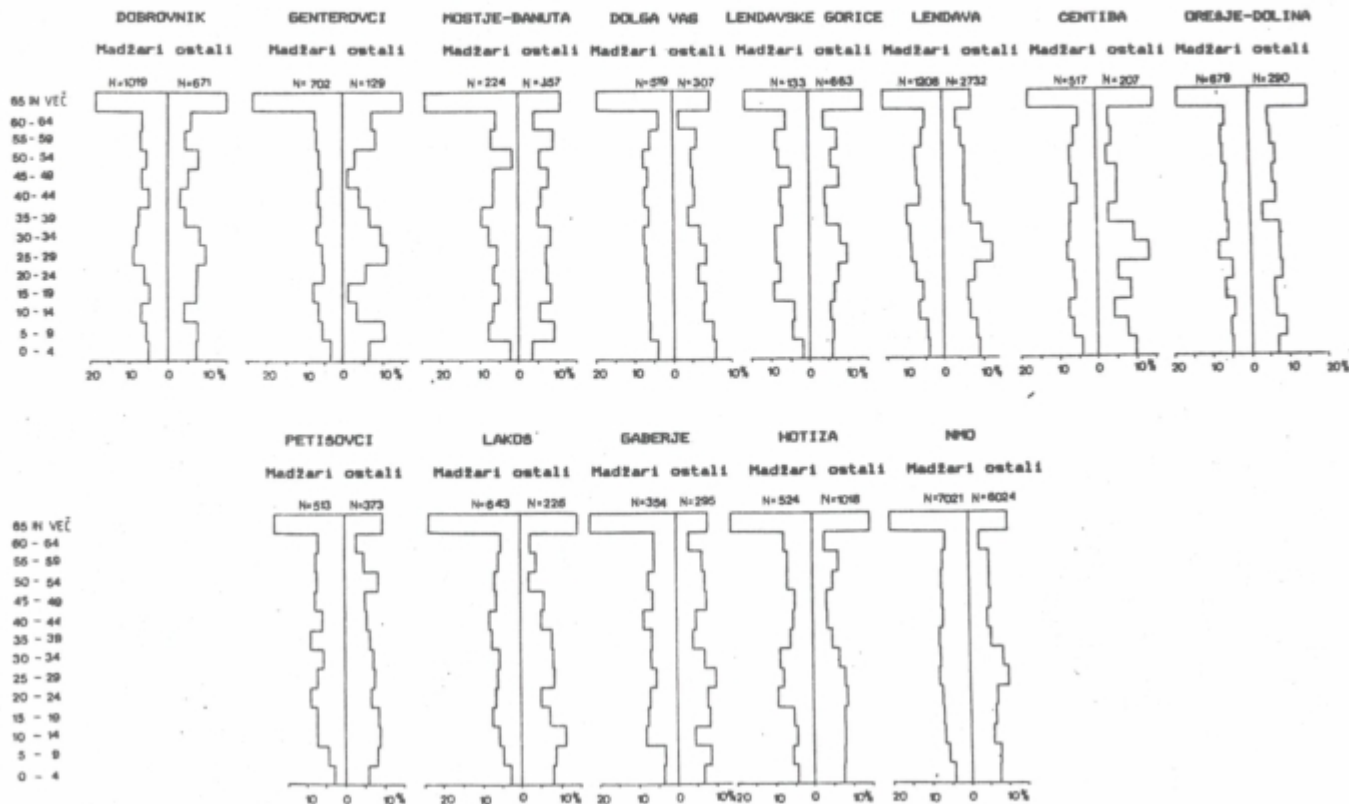 DOBROVNIK GENTEROVCI MOSTJE-BANUTA DOLGA VAS LENDAVSKE GORICE LENDAVA CENTIBA OREŠJE-DOLINA
Madžari ostali Madžari ostali Madžari ostali Madžari ostali Madžari ostali Madžari ostali Madžari ostali Madžari ostali
N=1019 N=671 N=702 N=129 N=224 N=157 N=519 N=307 N=133 N=663 N=1208 N=2732 N=517 N=207 N=679 N=290
65 IN VEČ
60-64
55-59
50-54
45-49
40-44
35-39
30-34
25-29
20-24
15-19
10-14
5-9
0-4
20 10 0 10% 20 10 0 10% 20 10 0 10% 20 10 0 10% 20 10 0 10% 20 10 0 10% 20 10 0 10% 20 10 0 10 20%
PETIŠOVCI LAKOŠ GABERJE HOTIZA NMO
Madžari ostali Madžari ostali Madžari ostali Madžari ostali Madžari ostali
N=513 N=373 N=643 N=226 N=354 N=295 N=524 N=1018 N=7021 N=6024
65 IN VEČ
60-64
55-59
50-54
45-49
40-44
35-39
30-34
25-29
20-24
15-19
10-14
5-9
0-4
10 0 10% 20 10 0 10% 20 10 0 10% 20 10 0 10% 20 10 0 10%